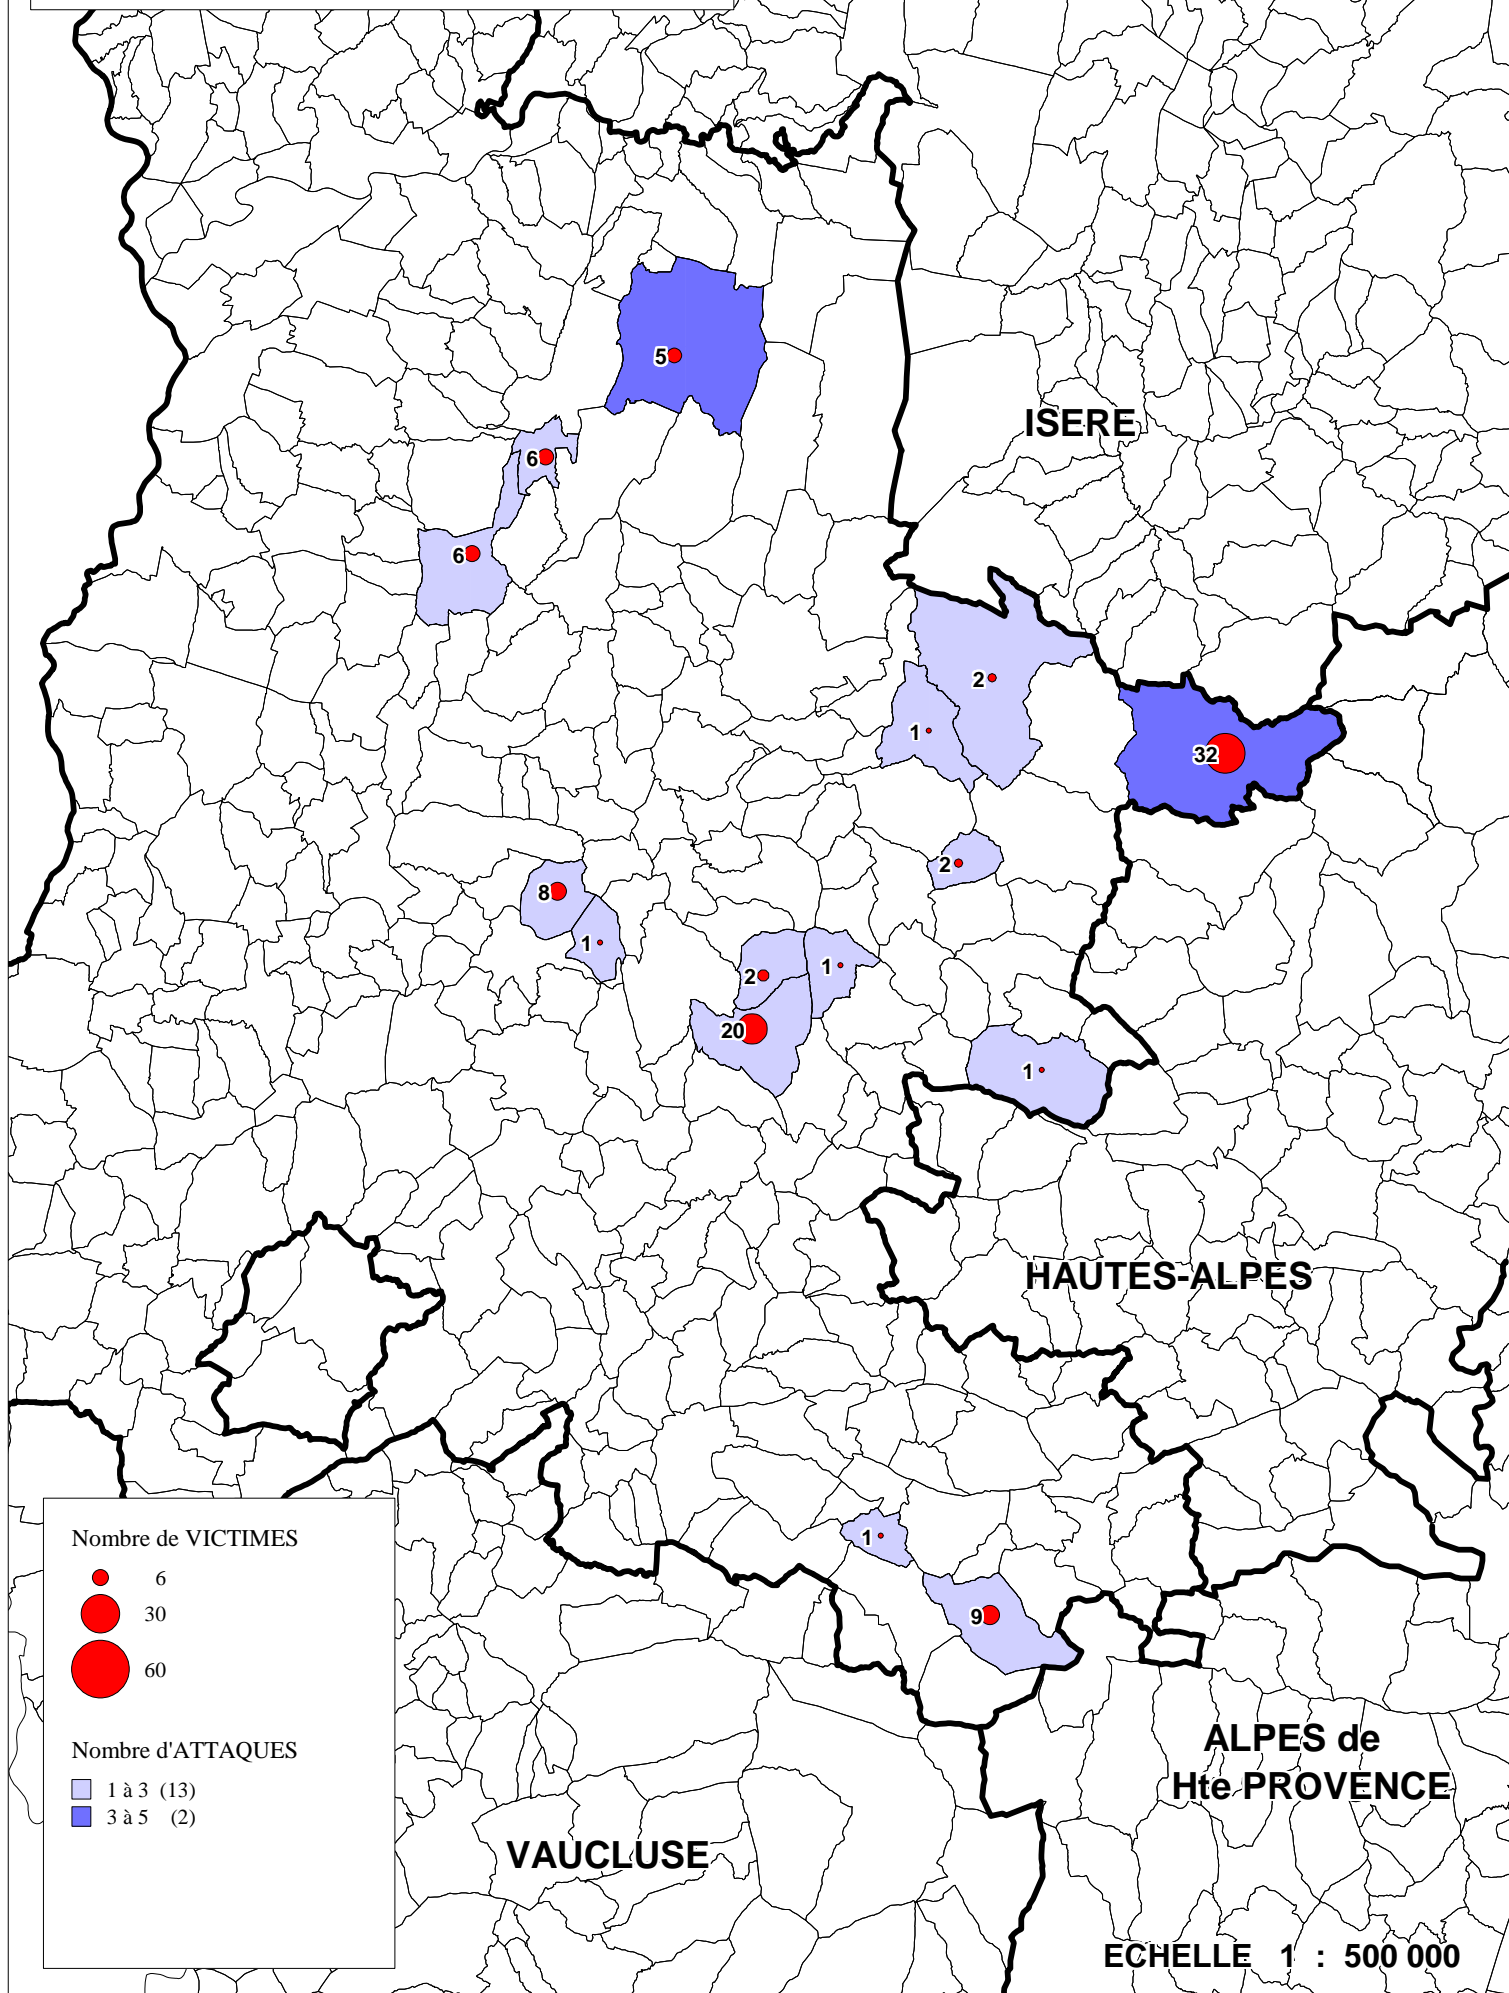 5
ISERE
6
6
2
1
32
2
8
1
2
1
20
1
HAUTES-ALPES
Nombre de VICTIMES
6
30
60
Nombre d'ATTAQUES
1 à 3 (13)
3 à 5 (2)
1
9
ALPES de
Hte PROVENCE
VAUCLUSE
ECHELLE 1 : 500 000